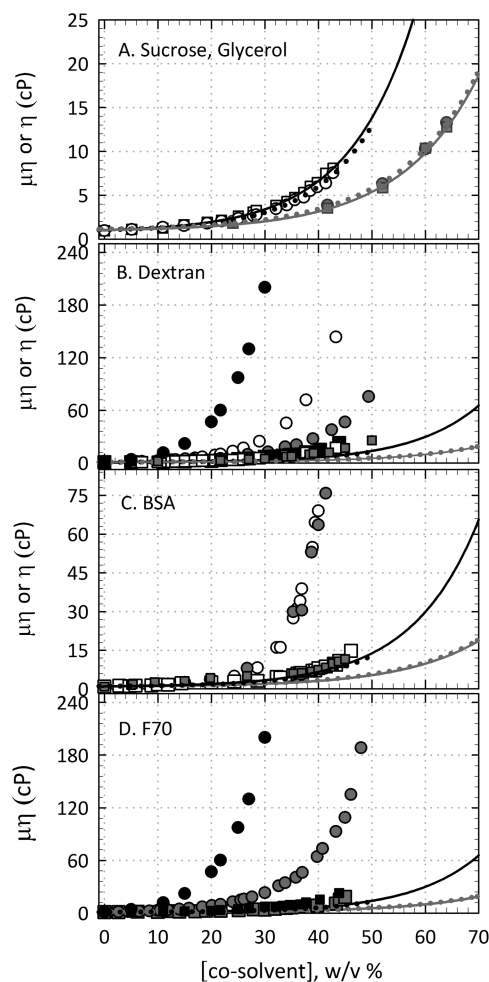 A. Sucrose, Glycerol
μη or η (cP)
25
20
15
10
5
0
B. Dextran
μη or η (cP)
240
180
120
60
0
C. BSA
μη or η (cP)
75
60
45
30
15
0
D. F70
μη (cP)
240
180
120
60
0
0 10 20 30 40 50 60 70
[co-solvent], w/v %